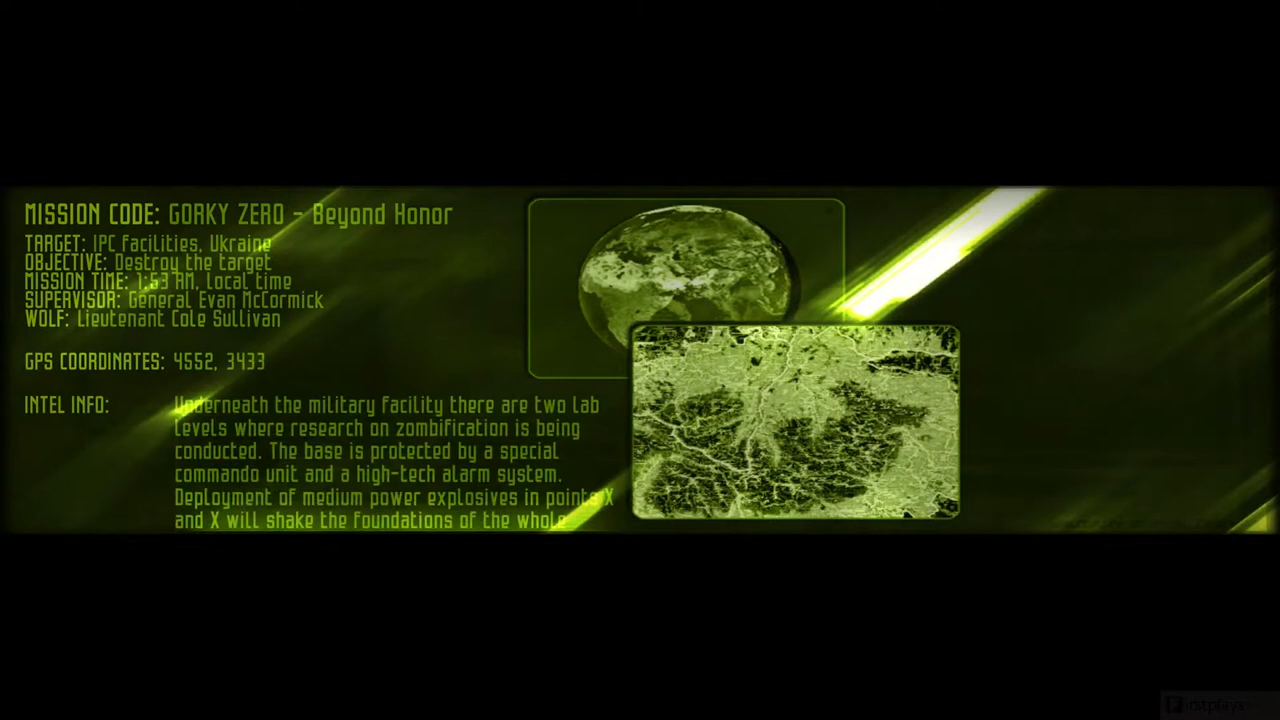 MISSION CODE: GORKY ZERO - Beyond Honor
TARGET: IPC Facilities, Ukraine
OBJECTIVE: Destroy the target
MISSION TIME: 1:53 AM, local time
SUPERVISOR: General Evan McCormick
WOLF: Lieutenant Cole Sullivan
GPS COORDINATES: 4552, 3433
INTEL INFO: Underneath the military facility there are two lab
levels where research on zombification is being
conducted. The base is protected by a special
commando unit and a high-tech alarm system.
Deployment of medium power explosives in points X
and X will shake the foundations of the whole